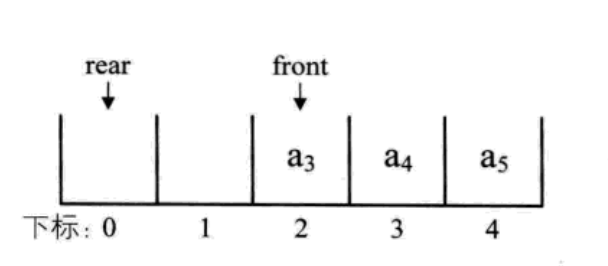 rear front
a₃ a₄ a₅
下标：0 1 2 3 4